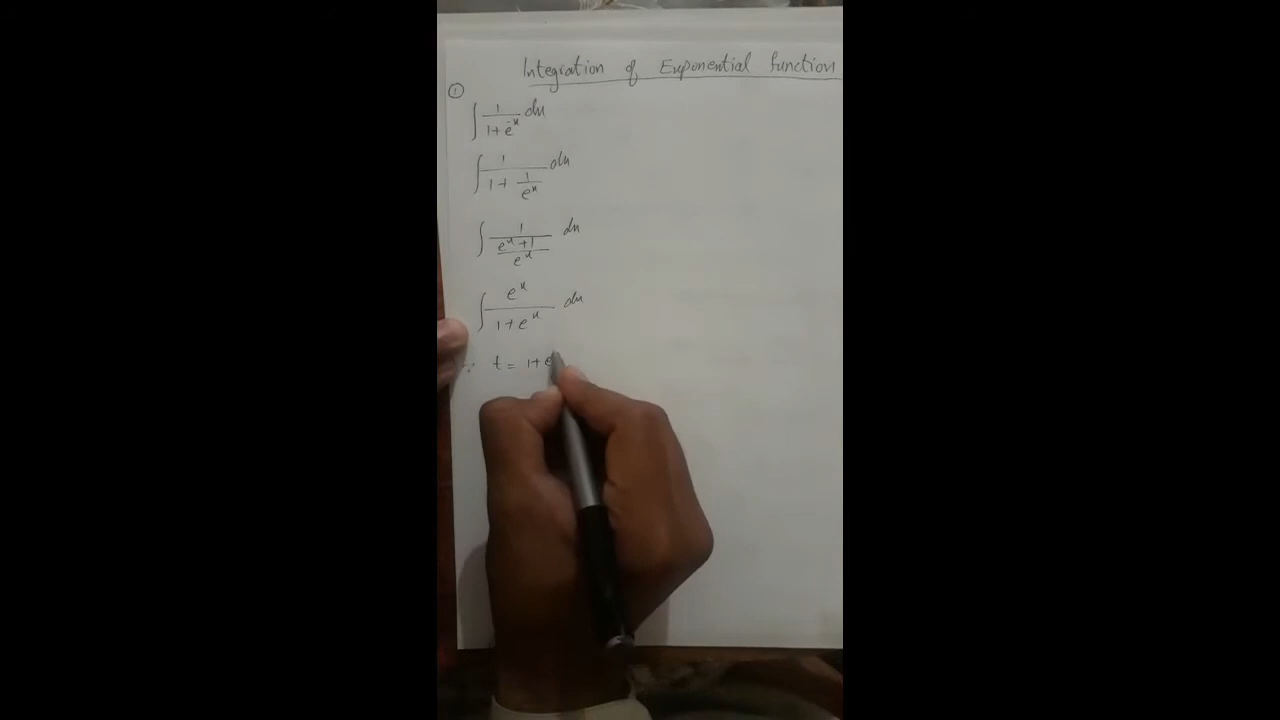 Integration of Exponential function
①
∫ 1/(1+e^-x) dx
∫ 1/(1+1/e^x) dx
∫ 1/((e^x+1)/e^x) dx
∫ e^x/(1+e^x) dx
∵ t = 1+e